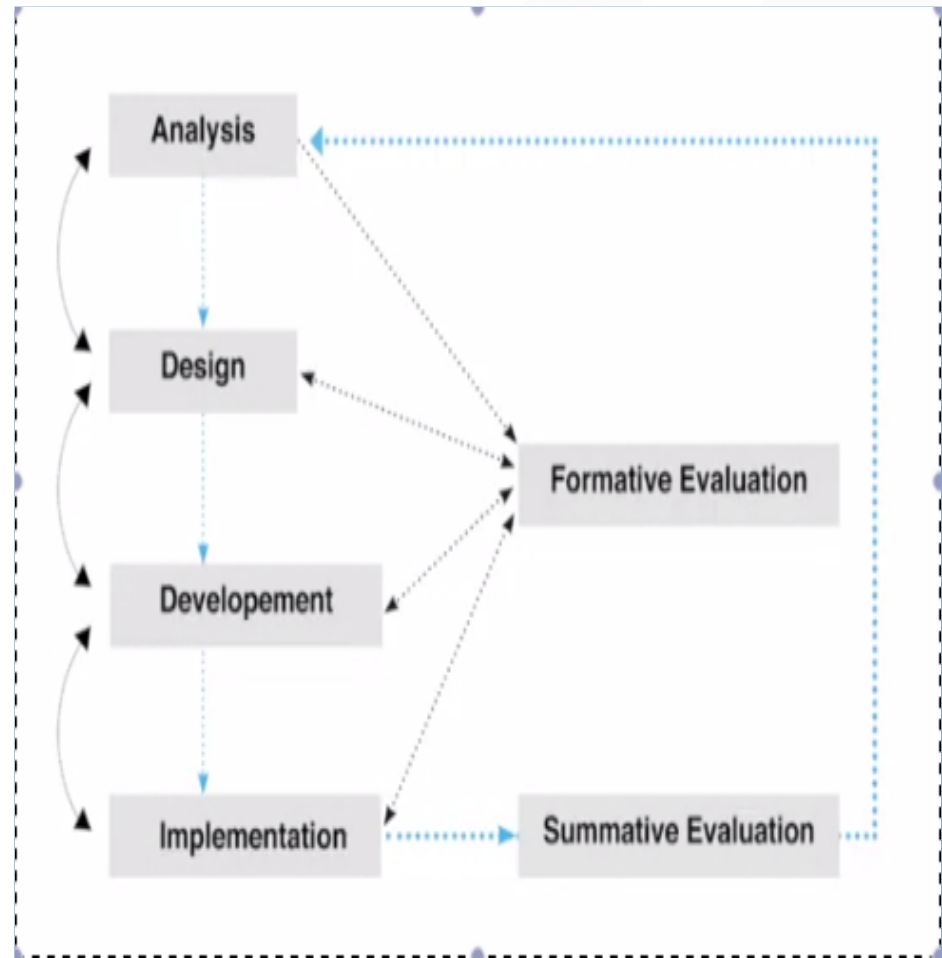 Analysis
Design
Formative Evaluation
Developement
Implementation
Summative Evaluation